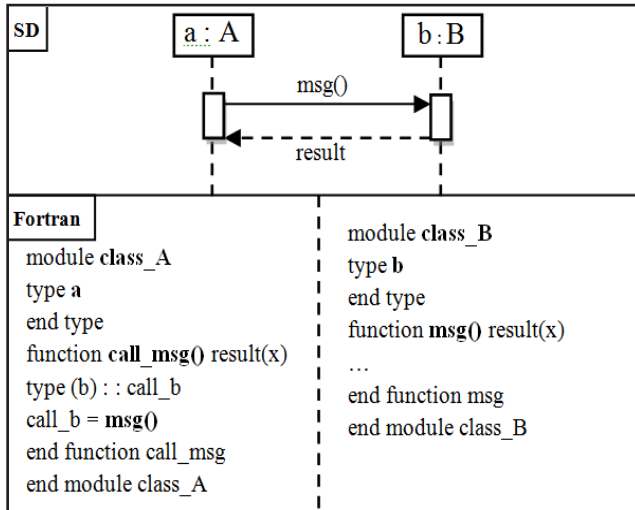 SD
a : A
b : B
msg()
result
Fortran
module class_A
type a
end type
function call_msg() result(x)
type (b) : : call_b
call_b = msg()
end function call_msg
end module class_A
module class_B
type b
end type
function msg() result(x)
…
end function msg
end module class_B